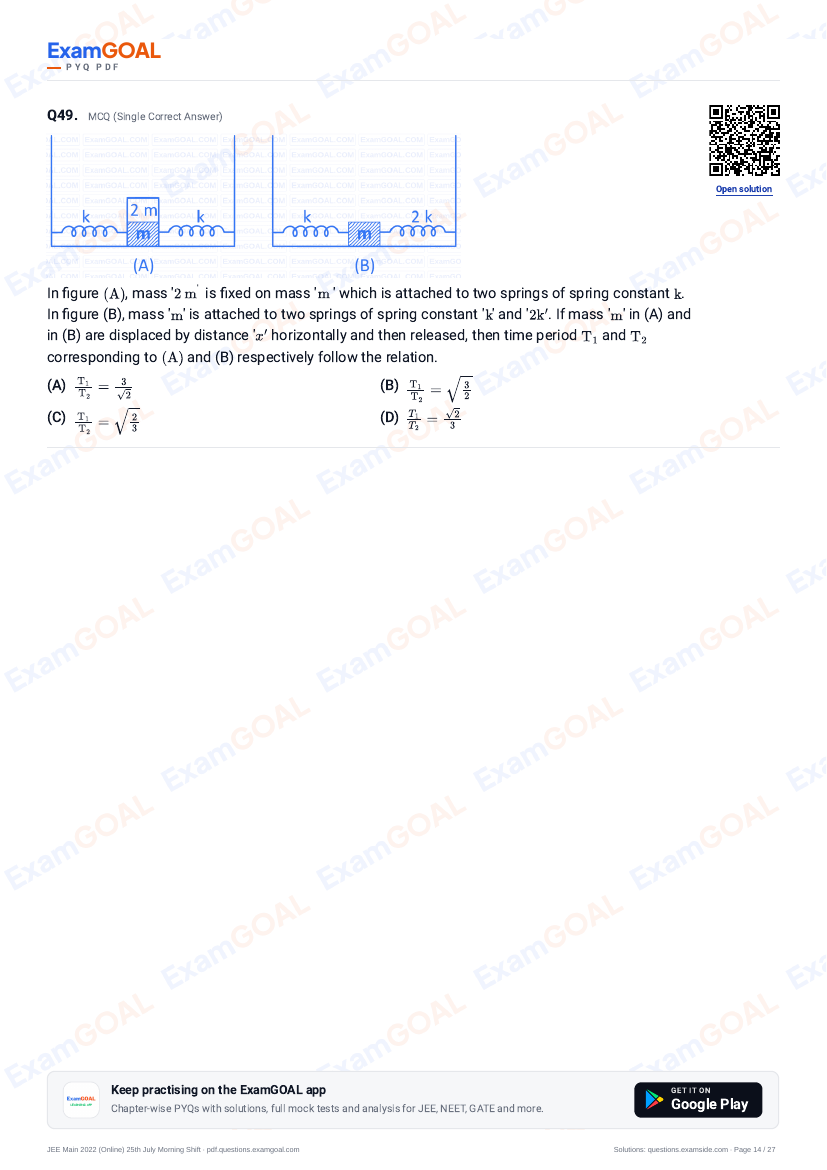 ExamGOAL
PYQ PDF
Q49. MCQ (Single Correct Answer)
Open solution
k 2 m k k 2 k
m m
(A) (B)
In figure (A), mass '2 m' is fixed on mass 'm' which is attached to two springs of spring constant k.
In figure (B), mass 'm' is attached to two springs of spring constant 'k' and '2k'. If mass 'm' in (A) and
in (B) are displaced by distance 'x' horizontally and then released, then time period T₁ and T₂
corresponding to (A) and (B) respectively follow the relation.
(A) T₁/T₂ = 3/√2 (B) T₁/T₂ = √(3/2)
(C) T₁/T₂ = √(2/3) (D) T₁/T₂ = √2/3
ExamGOAL
Keep practising on the ExamGOAL app
Chapter-wise PYQs with solutions, full mock tests and analysis for JEE, NEET, GATE and more.
GET IT ON
Google Play
JEE Main 2022 (Online) 25th July Morning Shift · pdf.questions.examgoal.com
Solutions: questions.examside.com · Page 14 / 27